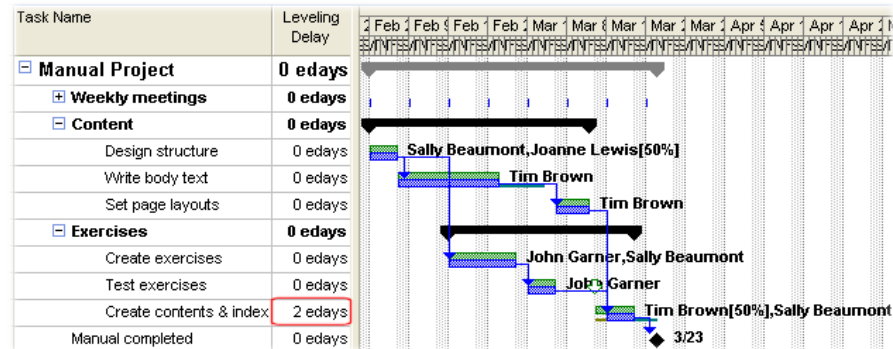 Task Name
Leveling Delay
Feb Feb Feb Feb Mar Mar Mar Mar Mar Apr Apr Apr
Manual Project 0 edays
Weekly meetings 0 edays
Content 0 edays
Design structure 0 edays Sally Beaumont,Joanne Lewis[50%]
Write body text 0 edays Tim Brown
Set page layouts 0 edays Tim Brown
Exercises 0 edays
Create exercises 0 edays John Garner,Sally Beaumont
Test exercises 0 edays John Garner
Create contents & index 2 edays Tim Brown[50%],Sally Beaumont
Manual completed 0 edays 3/23